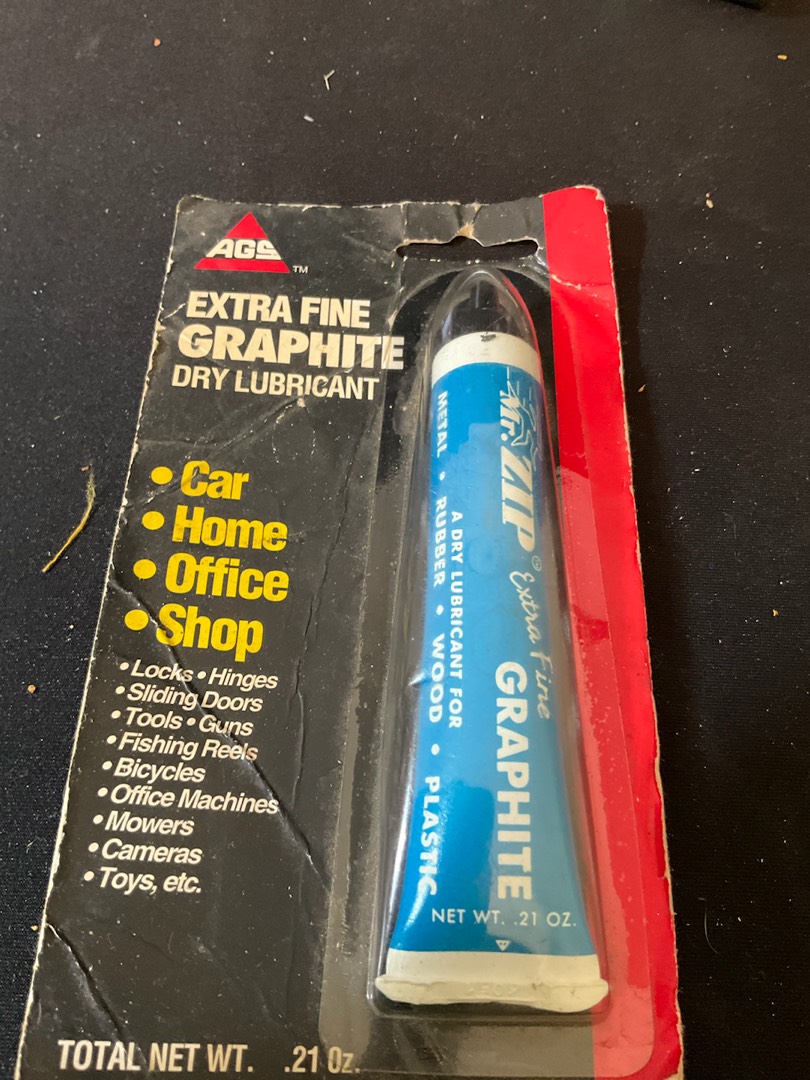 AGS
TM
EXTRA FINE
GRAPHITE
DRY LUBRICANT
• Car
• Home
• Office
• Shop
• Locks • Hinges
• Sliding Doors
• Tools • Guns
• Fishing Reels
• Bicycles
• Office Machines
• Mowers
• Cameras
• Toys, etc.
TOTAL NET WT. .21 Oz.
Mr. ZIP® Extra Fine
GRAPHITE
A DRY LUBRICANT FOR
METAL • RUBBER • WOOD • PLASTIC
NET WT. .21 OZ.